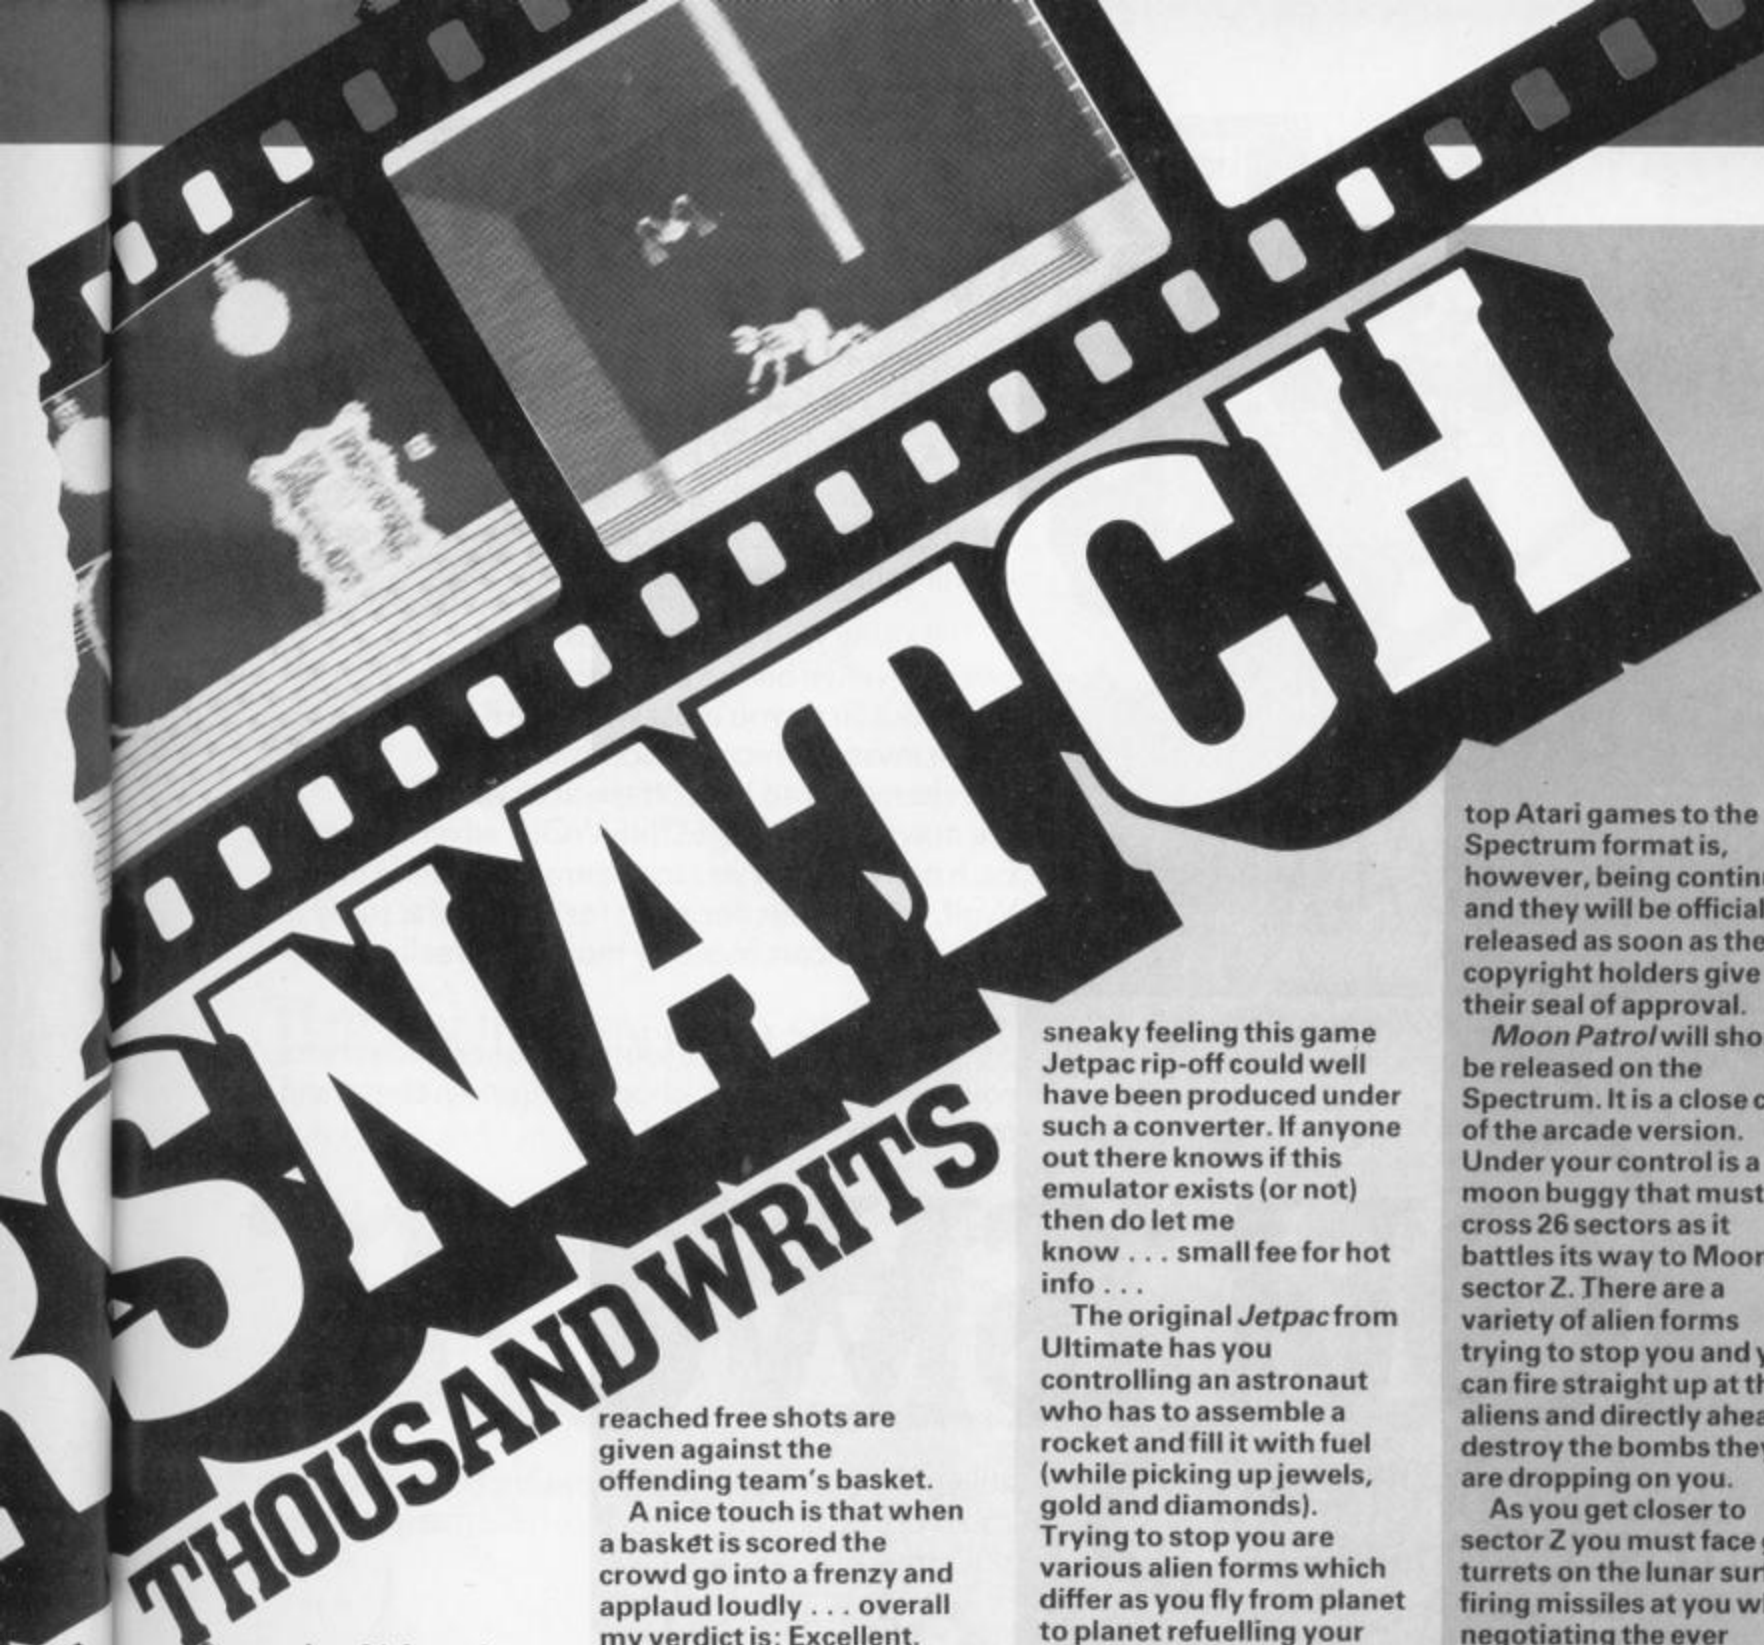 RSNATCH
THOUSAND WRITS
reached free shots are
given against the
offending team's basket.
A nice touch is that when
a basket is scored the
crowd go into a frenzy and
applaud loudly . . . overall
my verdict is: Excellent.
sneaky feeling this game
Jetpac rip-off could well
have been produced under
such a converter. If anyone
out there knows if this
emulator exists (or not)
then do let me
know . . . small fee for hot
info . . .
The original Jetpac from
Ultimate has you
controlling an astronaut
who has to assemble a
rocket and fill it with fuel
(while picking up jewels,
gold and diamonds).
Trying to stop you are
various alien forms which
differ as you fly from planet
to planet refuelling your
top Atari games to the
Spectrum format is,
however, being
and they will be
released as soon as the
copyright holders give
their seal of approval.
Moon Patrol will
be released on the
Spectrum. It is a close
of the arcade version.
Under your control is a
moon buggy that must
cross 26 sectors as it
battles its way to
sector Z. There are a
variety of alien forms
trying to stop you and
can fire straight up at
aliens and directly
destroy the bombs
are dropping on you.
As you get closer to
sector Z you must face
turrets on the lunar
firing missiles at you
negotiating the ever